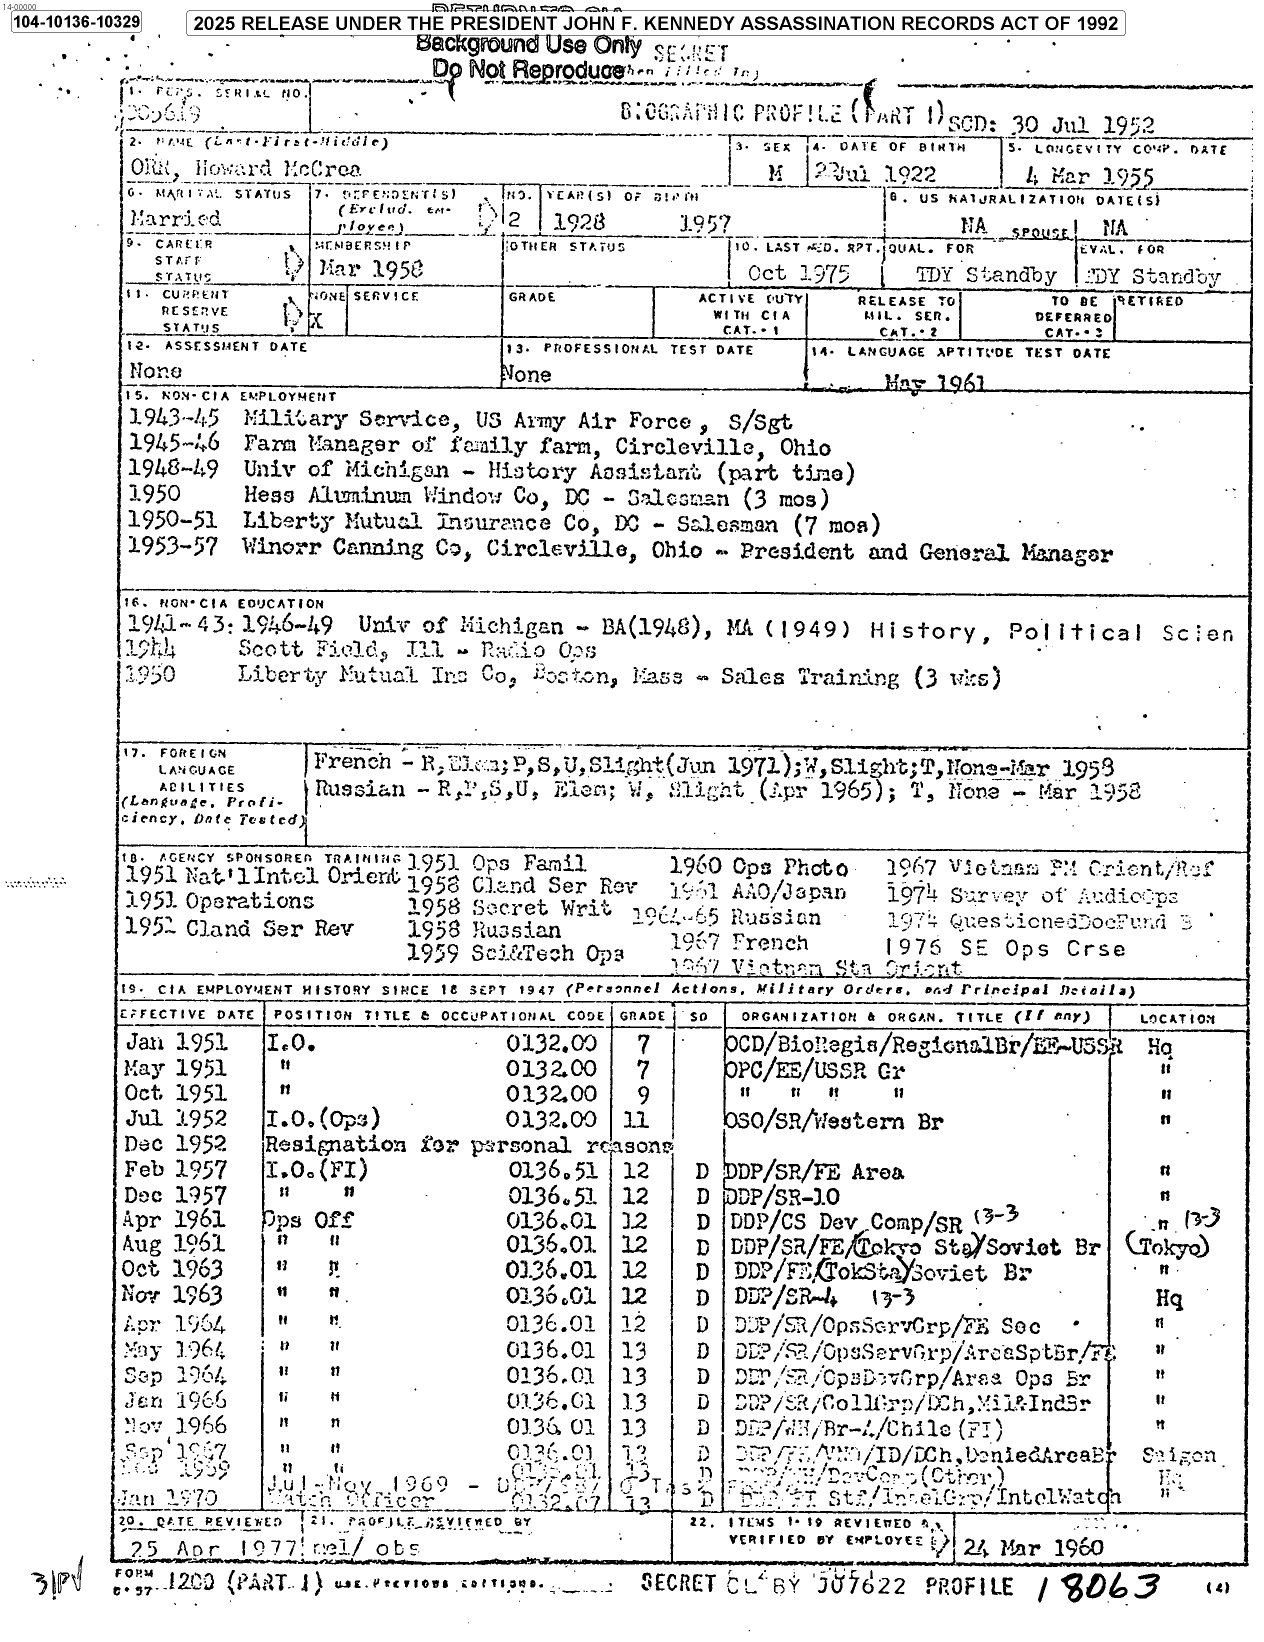 14-00000
104-10136-10329
2025 RELEASE UNDER THE PRESIDENT JOHN F. KENNEDY ASSASSINATION RECORDS ACT OF 1992
Background Use Only SECRET
Do Not Reproduce
1. PERS. SERIAL NO.
BIOGRAPHIC PROFILE (PART 1) SCD: 30 Jul 1952
2. NAME (Last-First-Middle) 3. SEX 4. DATE OF BIRTH 5. LONGEVITY COMP. DATE
ORR, Howard McCrea M Jul 1922 4 Mar 1955
6. MARITAL STATUS 7. DEPENDENT(S) (Exclud. employee) NO. YEAR(S) OF BIRTH 8. US NATURALIZATION DATE(S)
Married 2 1928 1957 NA SPOUSE NA
9. CAREER STAFF STATUS MEMBERSHIP OTHER STATUS 10. LAST MED. RPT. QUAL. FOR EVAL. FOR
Mar 1958 Oct 1975 TDY Standby TDY Standby
11. CURRENT RESERVE STATUS NONE SERVICE GRADE ACTIVE DUTY WITH CIA CAT.-1 RELEASE TO MIL. SER. CAT.-2 TO BE DEFERRED CAT.-3 RETIRED
X
12. ASSESSMENT DATE 13. PROFESSIONAL TEST DATE 14. LANGUAGE APTITUDE TEST DATE
None None May 1961
15. NON-CIA EMPLOYMENT
1943-45 Military Service, US Army Air Force, S/Sgt
1945-46 Farm Manager of family farm, Circleville, Ohio
1948-49 Univ of Michigan - History Assistant (part time)
1950 Hess Aluminum Window Co, DC - Salesman (3 mos)
1950-51 Liberty Mutual Insurance Co, DC - Salesman (7 mos)
1953-57 Winorr Canning Co, Circleville, Ohio - President and General Manager
16. NON-CIA EDUCATION
1941-43: 1946-49 Univ of Michigan - BA(1948), MA (1949) History, Political Scien
1944 Scott Field, Ill - Radio Ops
1950 Liberty Mutual Ins Co, Boston, Mass - Sales Training (3 wks)
17. FOREIGN LANGUAGE ABILITIES (Language, Proficiency, Date Tested)
French - R,Elem;P,S,U,Slight(Jun 1971);W,Slight;T,None-Mar 1958
Russian - R,P,S,U, Elem; W, Slight (Apr 1965); T, None - Mar 1958
18. AGENCY SPONSORED TRAINING
1951 Nat'l Intel Orient 1951 Ops Famil 1960 Ops Photo 1967 Vietnam PM Orient/Ref
1951 Operations 1958 Cland Ser Rev 1961 AAO/Japan 1974 Survey of AudioOps
1952 Cland Ser Rev 1958 Secret Writ 1964-65 Russian 1974 QuestionedDocFund B
1958 Russian 1967 French 1976 SE Ops Crse
1959 Sci&Tech Ops 1967 Vietnam Sta Orient
19. CIA EMPLOYMENT HISTORY SINCE 18 SEPT 1947 (Personnel Actions, Military Orders, and Principal Details)
EFFECTIVE DATE POSITION TITLE & OCCUPATIONAL CODE GRADE SD ORGANIZATION & ORGAN. TITLE (If any) LOCATION
Jan 1951 I.O. 0132.00 7 OCD/BioRegis/RegionalBr/EE-USSR Hq
May 1951 " 0132.00 7 OPC/EE/USSR Gr "
Oct 1951 " 0132.00 9 " " " " "
Jul 1952 I.O.(Ops) 0132.00 11 OSO/SR/Western Br "
Dec 1952 Resignation for personal reasons
Feb 1957 I.O.(FI) 0136.51 12 D DDP/SR/FE Area "
Dec 1957 " " 0136.51 12 D DDP/SR-10 "
Apr 1961 Ops Off 0136.01 12 D DDP/CS Dev Comp/SR 13-3 " 13-3
Aug 1961 " " 0136.01 12 D DDP/SR/FE/(Tokyo Sta)/Soviet Br (Tokyo)
Oct 1963 " " 0136.01 12 D DDP/FE/(TokSta)/Soviet Br "
Nov 1963 " " 0136.01 12 D DDP/SR-4 13-3 Hq
Apr 1964 " " 0136.01 12 D DDP/SR/OpsServGrp/FE Sec "
May 1964 " " 0136.01 13 D DDP/SR/OpsServGrp/AreaSptBr/FE "
Sep 1964 " " 0136.01 13 D DDP/SR/OpsDevGrp/Area Ops Br "
Jan 1966 " " 0136.01 13 D DDP/SR/CollGrp/DCh,Mil&IndBr "
Nov 1966 " " 0136.01 13 D DDP/WH/Br-4/Chile (FI) "
Sep 1967 " " 0136.01 13 D /ID/DCh,DeniedAreaBr Saigon
1969 " " 13 D /DevComp(Other) Hq
Jul-Nov 1969 -
Jan 1970 Watch Officer 0132.07 13 D Stf/IntelGrp/IntelWatch "
20. DATE REVIEWED 21. PROFILE REVIEWED BY 22. ITEMS 1-19 REVIEWED & VERIFIED BY EMPLOYEE
25 Apr 1977 mel/ obs 24 Mar 1960
31PV FORM 8-57 1200 (PART 1) USE PREVIOUS EDITIONS. SECRET CL BY 307622 PROFILE 18063 (4)